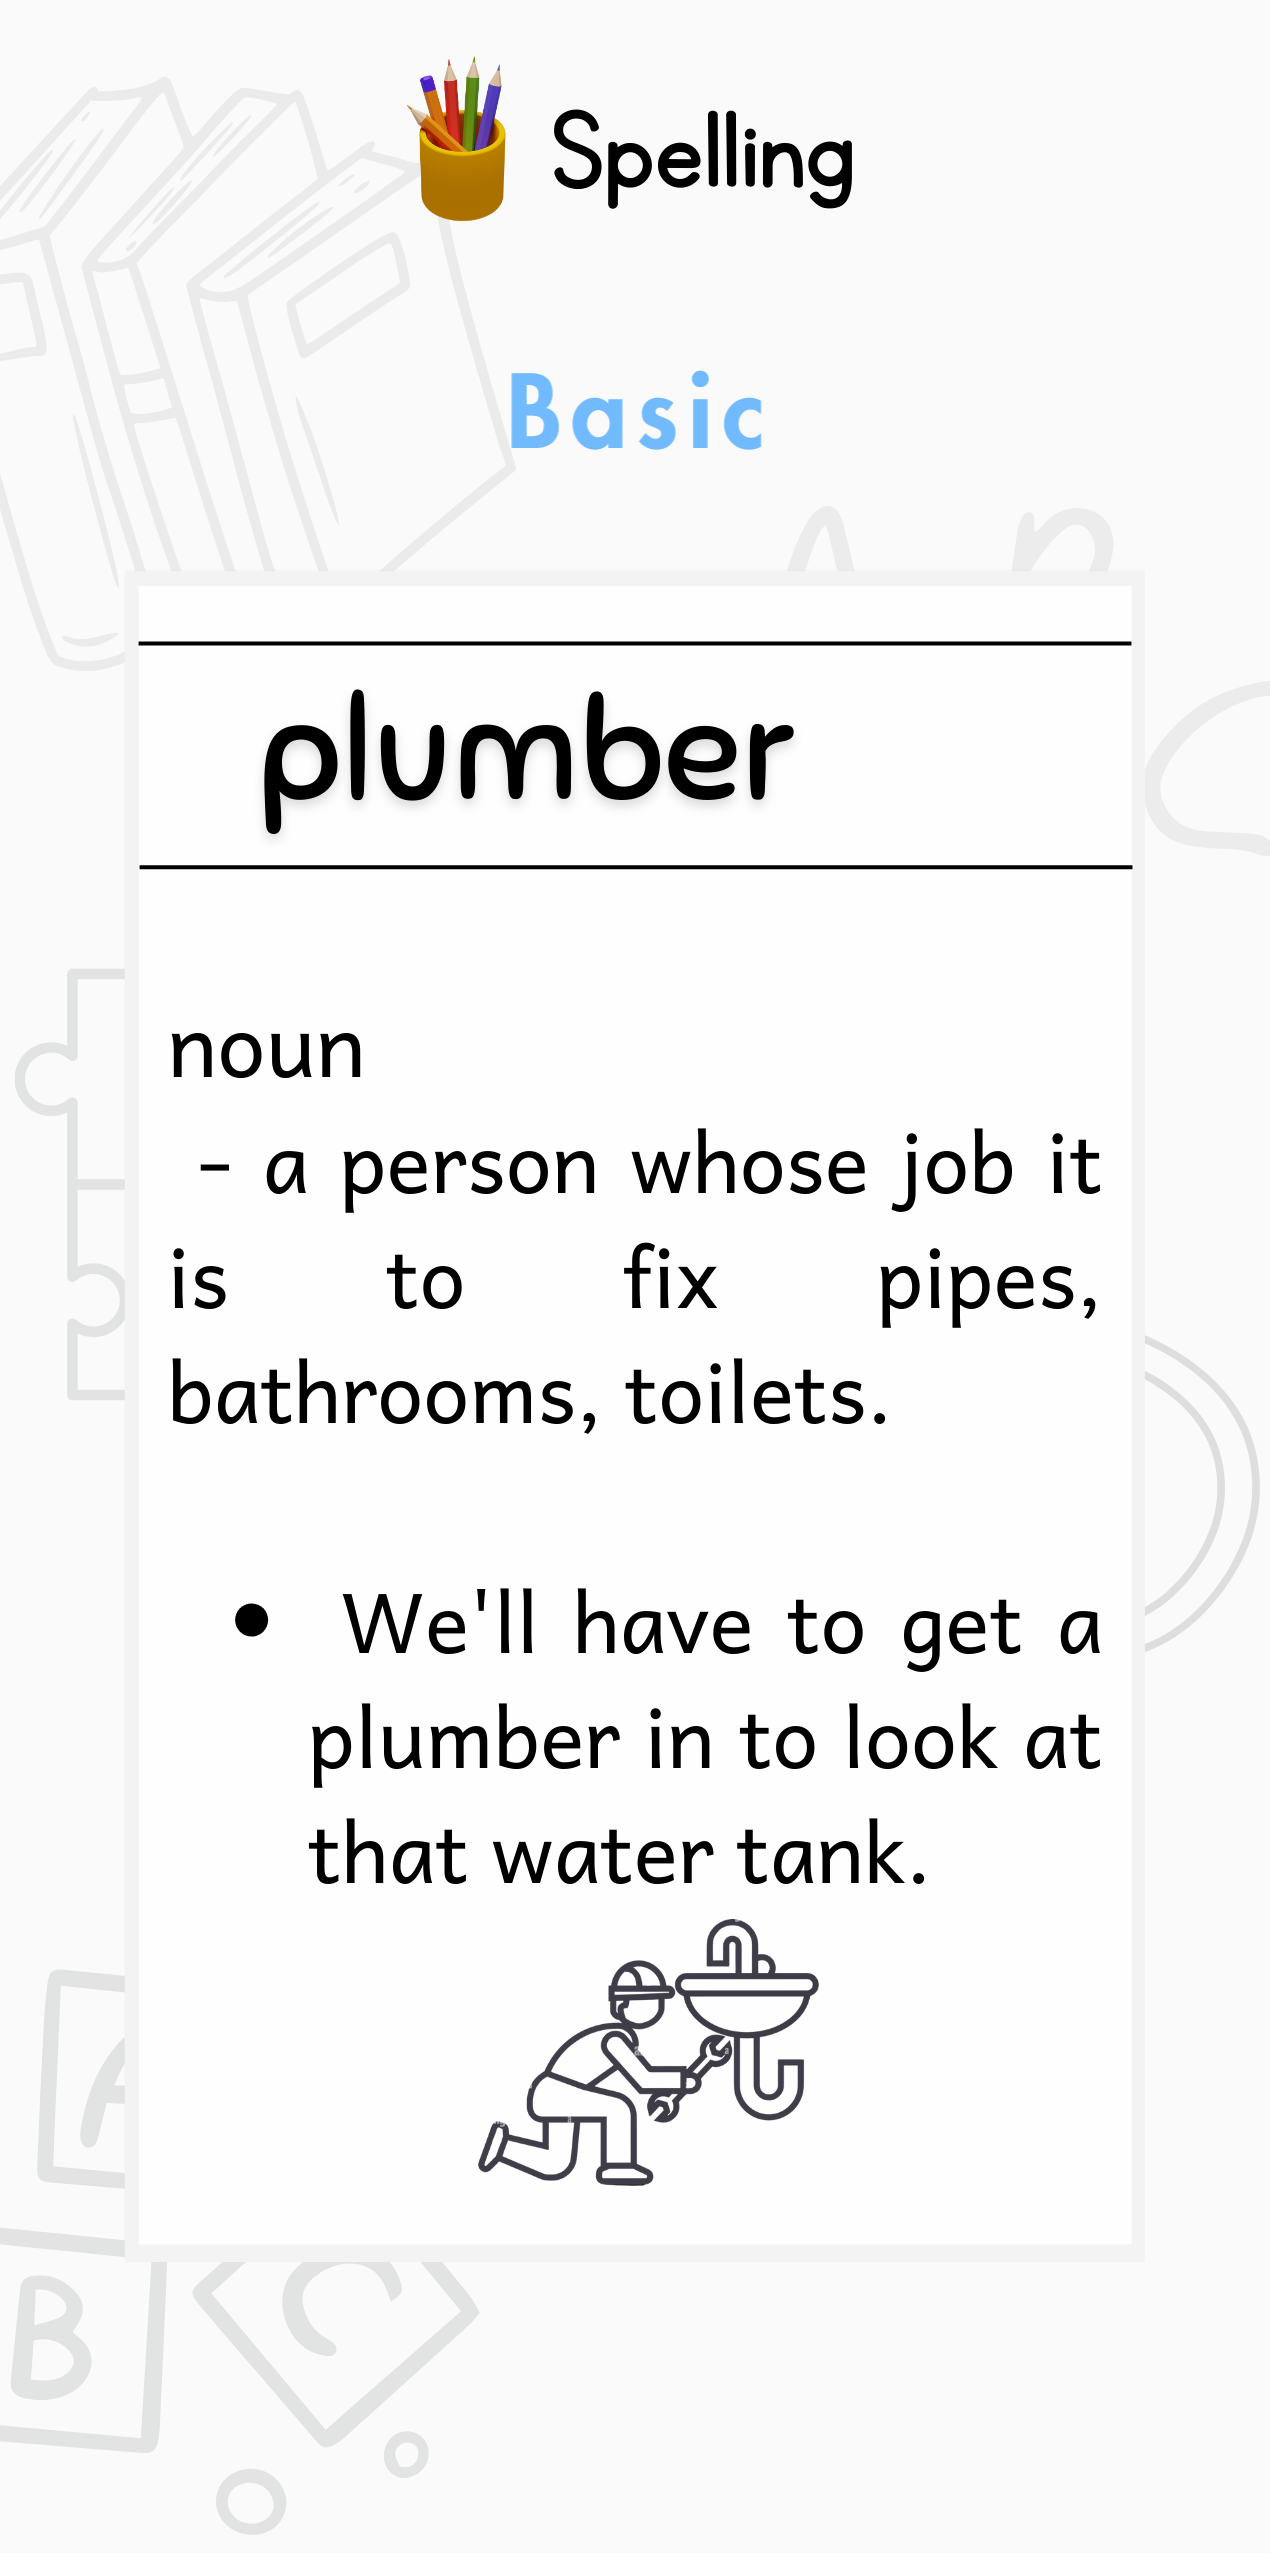 Spelling
Basic
plumber
noun
- a person whose job it
is to fix pipes,
bathrooms, toilets.
• We'll have to get a
plumber in to look at
that water tank.
A
B
C